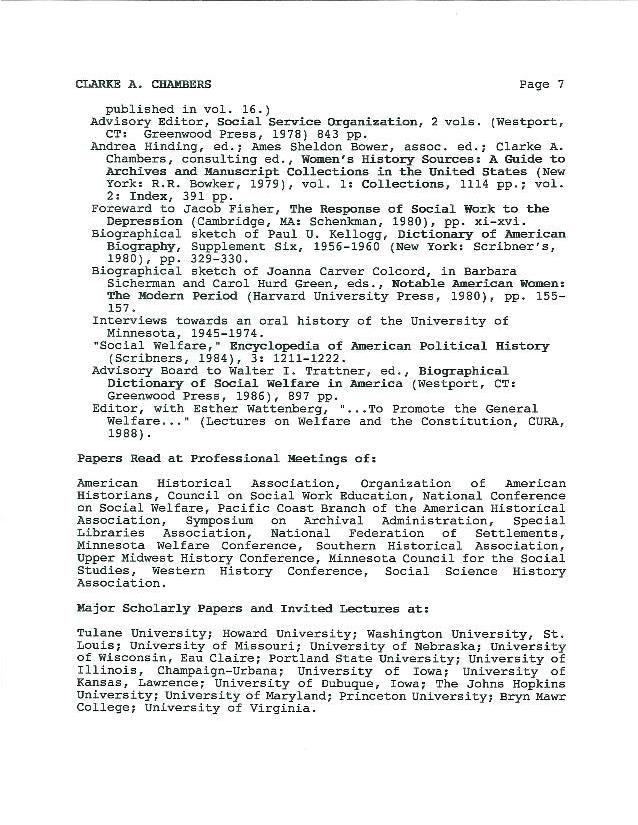 CLARKE A. CHAMBERS Page 7
published in vol. 16.)
Advisory Editor, Social Service Organization, 2 vols. (Westport,
CT: Greenwood Press, 1978) 843 pp.
Andrea Hinding, ed.; Ames Sheldon Bower, assoc. ed.; Clarke A.
Chambers, consulting ed., Women's History Sources: A Guide to
Archives and Manuscript Collections in the United States (New
York: R.R. Bowker, 1979), vol. 1: Collections, 1114 pp.; vol.
2: Index, 391 pp.
Foreward to Jacob Fisher, The Response of Social Work to the
Depression (Cambridge, MA: Schenkman, 1980), pp. xi-xvi.
Biographical sketch of Paul U. Kellogg, Dictionary of American
Biography, Supplement Six, 1956-1960 (New York: Scribner's,
1980), pp. 329-330.
Biographical sketch of Joanna Carver Colcord, in Barbara
Sicherman and Carol Hurd Green, eds., Notable American Women:
The Modern Period (Harvard University Press, 1980), pp. 155-
157.
Interviews towards an oral history of the University of
Minnesota, 1945-1974.
"Social Welfare," Encyclopedia of American Political History
(Scribners, 1984), 3: 1211-1222.
Advisory Board to Walter I. Trattner, ed., Biographical
Dictionary of Social Welfare in America (Westport, CT:
Greenwood Press, 1986), 897 pp.
Editor, with Esther Wattenberg, "...To Promote the General
Welfare..." (Lectures on Welfare and the Constitution, CURA,
1988).
Papers Read at Professional Meetings of:
American Historical Association, Organization of American
Historians, Council on Social Work Education, National Conference
on Social Welfare, Pacific Coast Branch of the American Historical
Association, Symposium on Archival Administration, Special
Libraries Association, National Federation of Settlements,
Minnesota Welfare Conference, Southern Historical Association,
Upper Midwest History Conference, Minnesota Council for the Social
Studies, Western History Conference, Social Science History
Association.
Major Scholarly Papers and Invited Lectures at:
Tulane University; Howard University; Washington University, St.
Louis; University of Missouri; University of Nebraska; University
of Wisconsin, Eau Claire; Portland State University; University of
Illinois, Champaign-Urbana; University of Iowa; University of
Kansas, Lawrence; University of Dubuque, Iowa; The Johns Hopkins
University; University of Maryland; Princeton University; Bryn Mawr
College; University of Virginia.